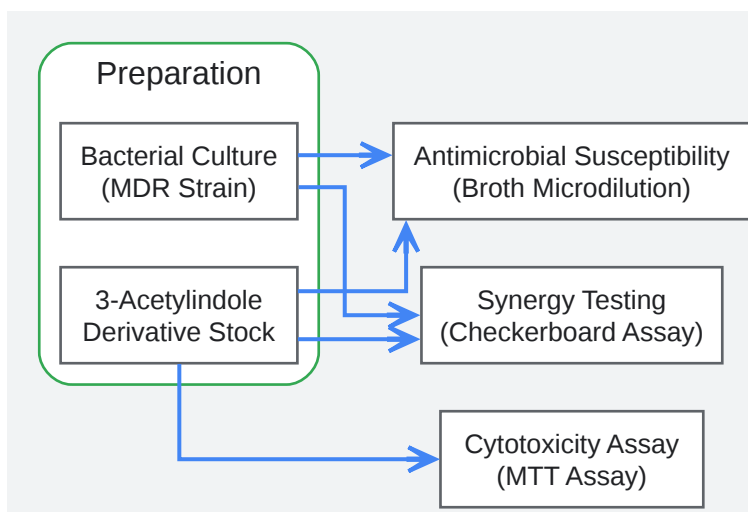 Preparation
Bacterial Culture
(MDR Strain)
3-Acetylindole
Derivative Stock
Antimicrobial Susceptibility
(Broth Microdilution)
Synergy Testing
(Checkerboard Assay)
Cytotoxicity Assay
(MTT Assay)